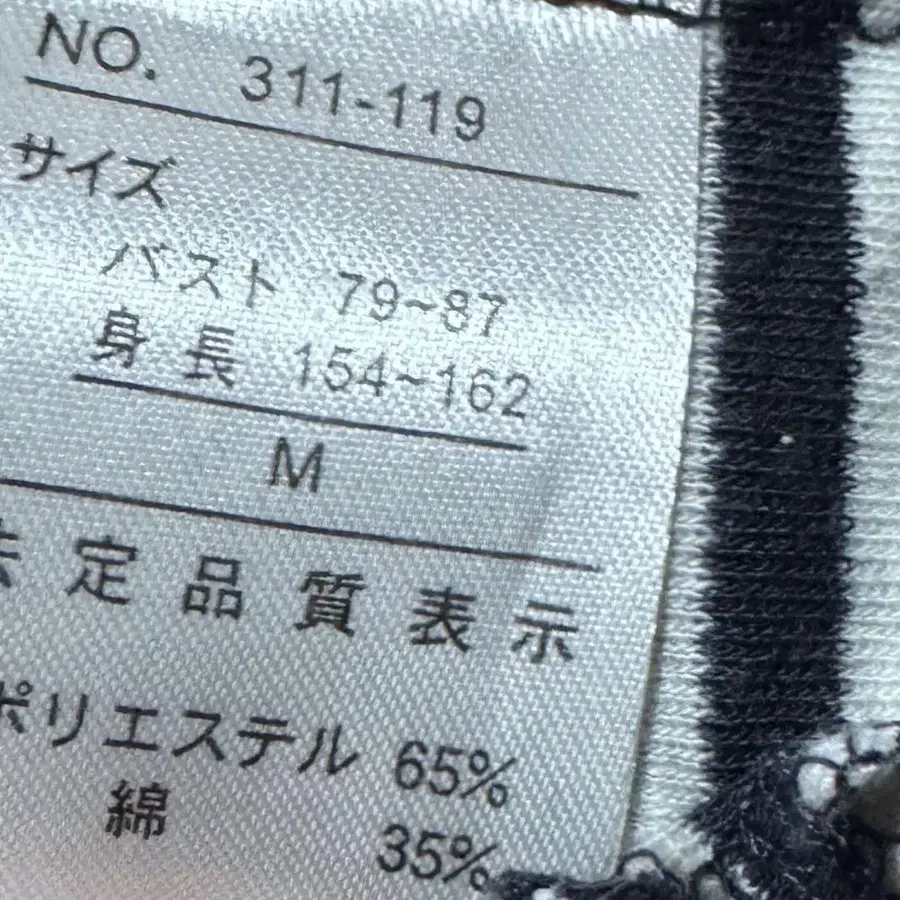 NO. 311-119
サイズ
バスト 79~87
身長 154~162
M
法定品質表示
ポリエステル 65%
綿 35%